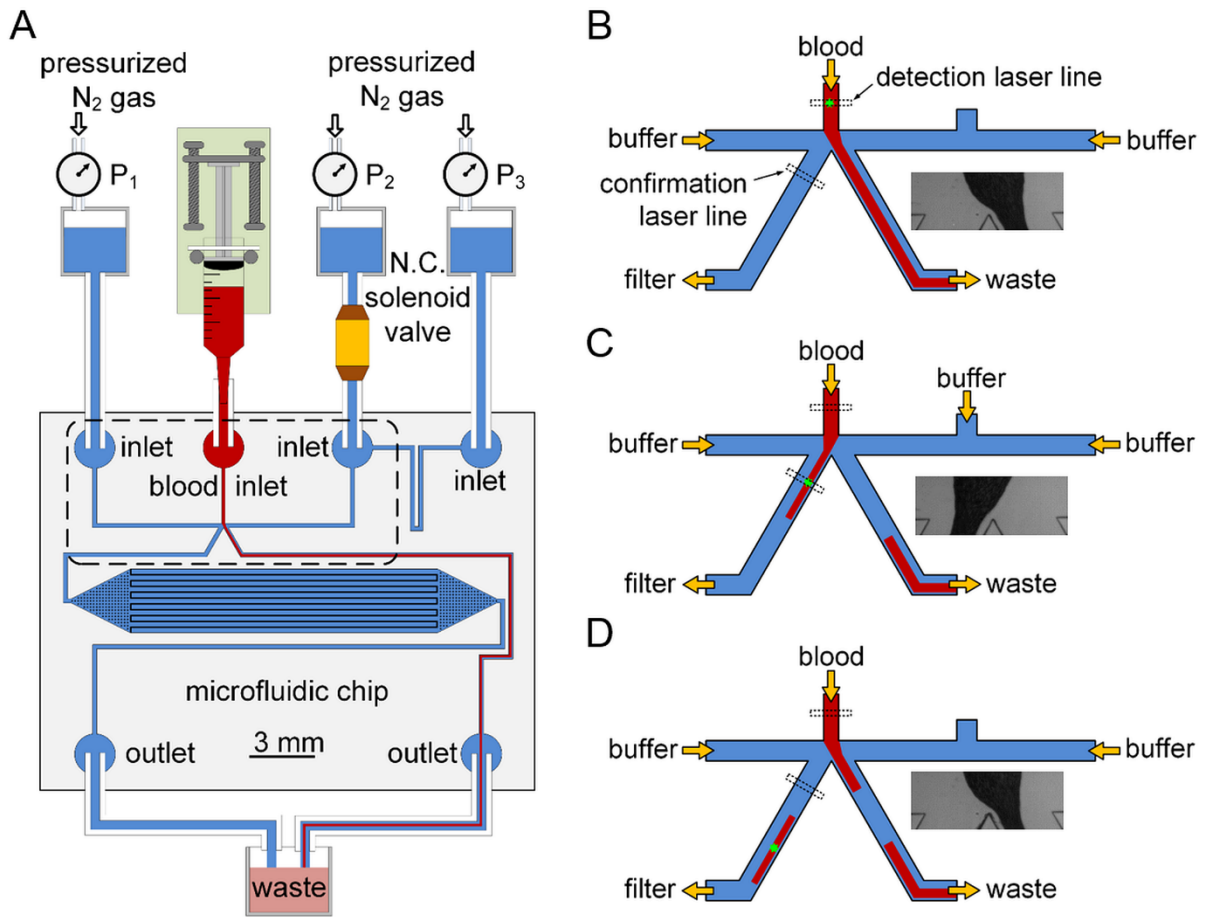 A
pressurized
N2 gas
pressurized
N2 gas
P1
P2
P3
N.C.
solenoid
valve
inlet
blood inlet
inlet
inlet
microfluidic chip
3 mm
outlet
outlet
waste
B
blood
detection laser line
buffer
buffer
confirmation
laser line
filter
waste
C
blood
buffer
buffer
buffer
filter
waste
D
blood
buffer
buffer
filter
waste